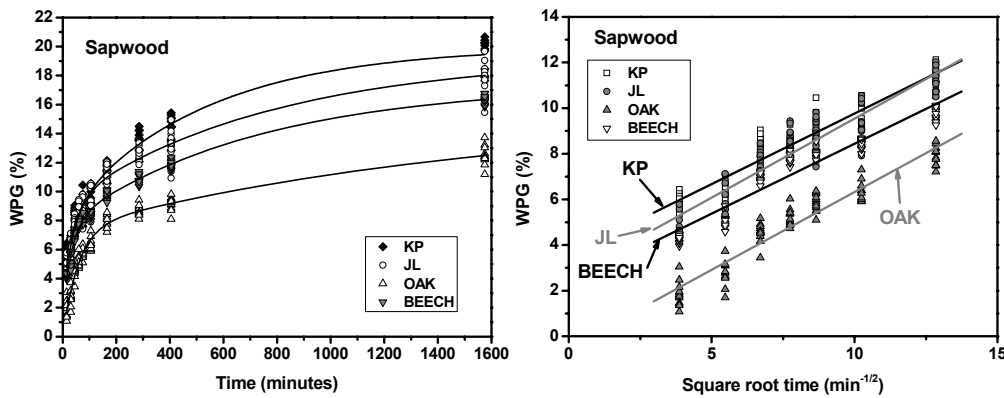 22
20
18
16
14
12
10
8
6
4
2
0
WPG (%)
Sapwood
KP
JL
OAK
BEECH
0 200 400 600 800 1000 1200 1400 1600
Time (minutes)
14
12
10
8
6
4
2
0
WPG (%)
Sapwood
KP
JL
OAK
BEECH
KP
JL
BEECH
OAK
0 5 10 15
Square root time (min-1/2)